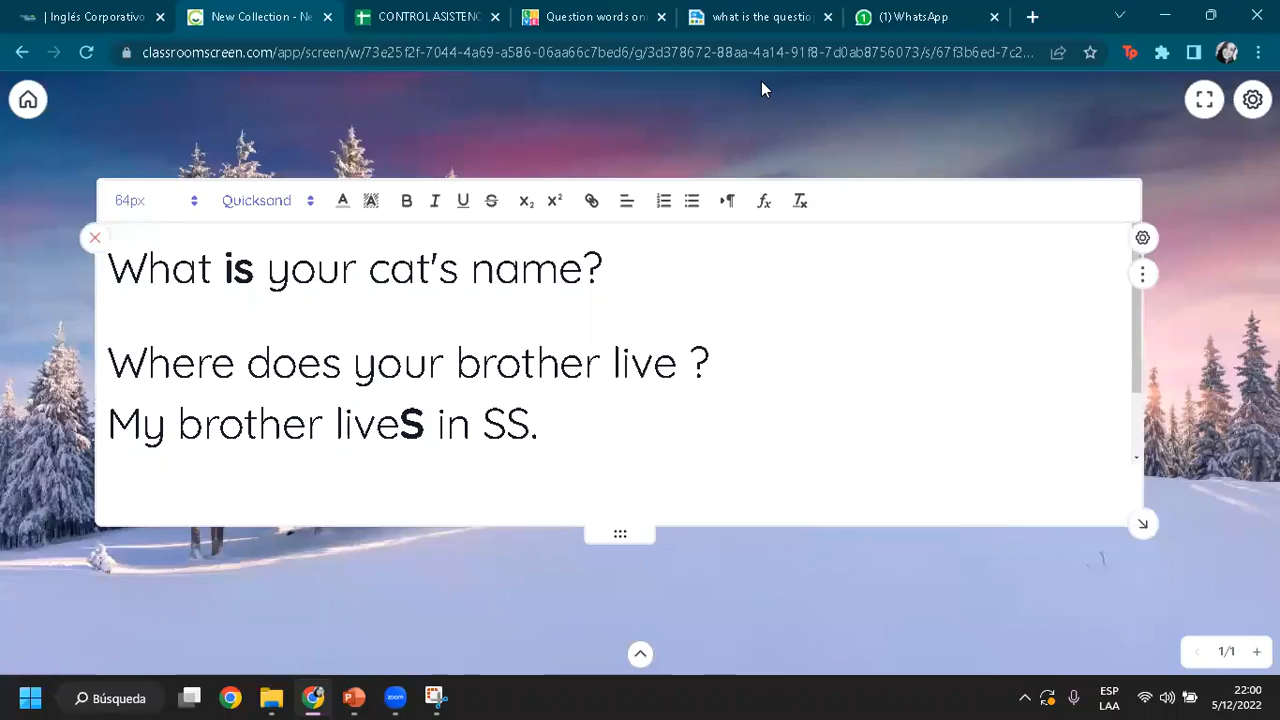 | Inglés Corporativo
New Collection - Ne
CONTROL ASISTENC
Question words on
what is the questio
(1) WhatsApp
classroomscreen.com/app/screen/w/73e25f2f-7044-4a69-a586-06aa66c7bed6/g/3d378672-88aa-4a14-91f8-7d0ab8756073/s/67f3b6ed-7c2...
64px
Quicksand
What is your cat's name?
Where does your brother live ?
My brother liveS in SS.
1/1
Búsqueda
zoom
ESP
LAA
22:00
5/12/2022